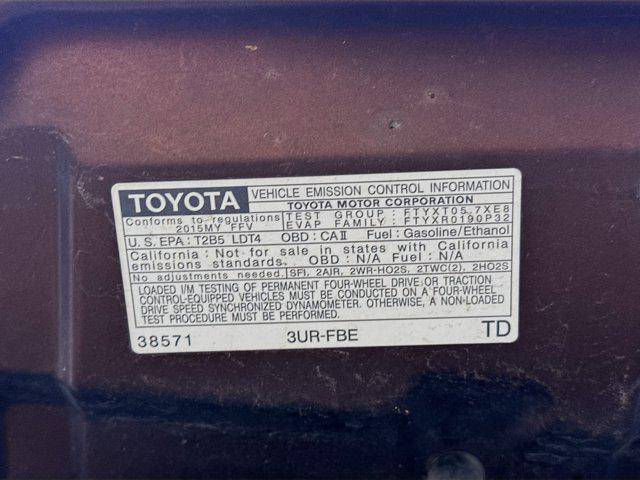 TOYOTA VEHICLE EMISSION CONTROL INFORMATION
TOYOTA MOTOR CORPORATION
Conforms to regulations
2015MY FFV
TEST GROUP : FTYXT05.7XE8
EVAP FAMILY : FTYXR0190P32
U.S. EPA : T2B5 LDT4 OBD : CAⅡ Fuel : Gasoline/Ethanol
California : Not for sale in states with California
emissions standards. OBD : N/A Fuel : N/A
No adjustments needed. SFI, 2AIR, 2WR-HO2S, 2TWC(2), 2HO2S
LOADED I/M TESTING OF PERMANENT FOUR-WHEEL DRIVE OR TRACTION
CONTROL-EQUIPPED VEHICLES MUST BE CONDUCTED ON A FOUR-WHEEL
DRIVE SPEED SYNCHRONIZED DYNAMOMETER. OTHERWISE, A NON-LOADED
TEST PROCEDURE MUST BE PERFORMED.
38571 3UR-FBE TD